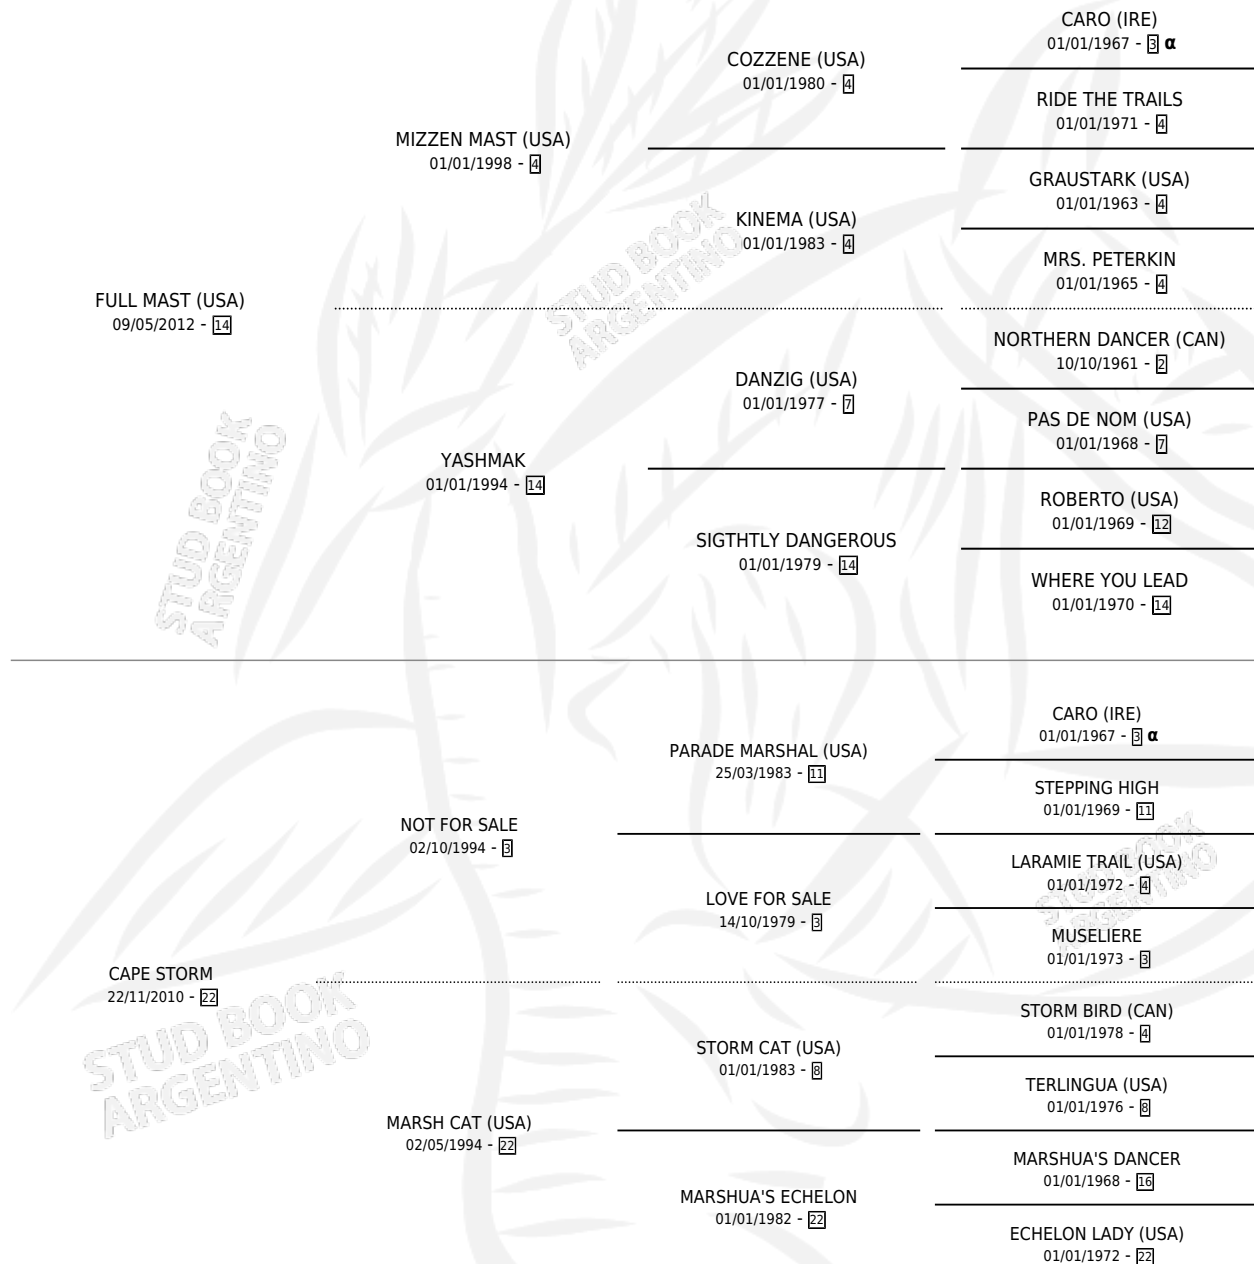 CARO (IRE)
01/01/1967 - 3 α
COZZENE (USA)
01/01/1980 - 4
RIDE THE TRAILS
01/01/1971 - 4
MIZZEN MAST (USA)
01/01/1998 - 4
GRAUSTARK (USA)
01/01/1963 - 4
KINEMA (USA)
01/01/1983 - 4
MRS. PETERKIN
01/01/1965 - 4
FULL MAST (USA)
09/05/2012 - 14
NORTHERN DANCER (CAN)
10/10/1961 - 2
DANZIG (USA)
01/01/1977 - 7
PAS DE NOM (USA)
01/01/1968 - 7
YASHMAK
01/01/1994 - 14
ROBERTO (USA)
01/01/1969 - 12
SIGTHTLY DANGEROUS
01/01/1979 - 14
WHERE YOU LEAD
01/01/1970 - 14
CARO (IRE)
01/01/1967 - 3 α
PARADE MARSHAL (USA)
25/03/1983 - 11
STEPPING HIGH
01/01/1969 - 11
NOT FOR SALE
02/10/1994 - 3
LARAMIE TRAIL (USA)
01/01/1972 - 4
LOVE FOR SALE
14/10/1979 - 3
MUSELIERE
01/01/1973 - 3
CAPE STORM
22/11/2010 - 22
STORM BIRD (CAN)
01/01/1978 - 4
STORM CAT (USA)
01/01/1983 - 8
TERLINGUA (USA)
01/01/1976 - 8
MARSH CAT (USA)
02/05/1994 - 22
MARSHUA'S DANCER
01/01/1968 - 16
MARSHUA'S ECHELON
01/01/1982 - 22
ECHELON LADY (USA)
01/01/1972 - 22
STUD BOOK
ARGENTINO
STUD BOOK
ARGENTINO
STUD BOOK
ARGENTINO
STUD BOOK
ARGENTINO